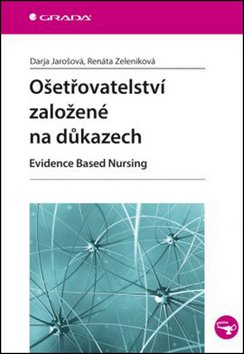 GRADA
Darja Jarošová, Renáta Zeleníková
Ošetřovatelství
založené
na důkazech
Evidence Based Nursing